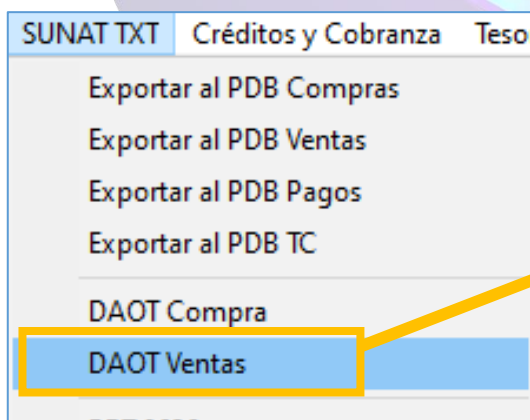 SUNAT TXT Créditos y Cobranza
Exportar al PDB Compras
Exportar al PDB Ventas
Exportar al PDB Pagos
Exportar al PDB TC
DAOT Compra
DAOT Ventas